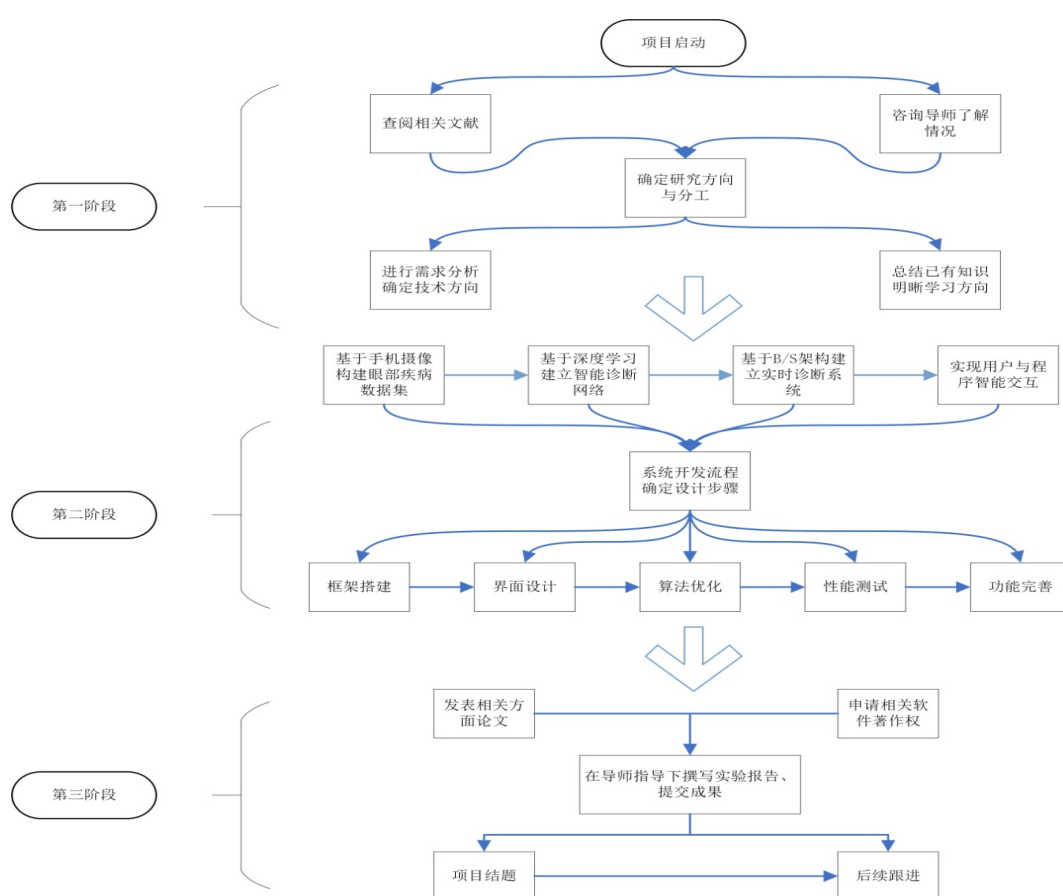 项目启动
查阅相关文献
咨询导师了解
情况
第一阶段
确定研究方向
与分工
进行需求分析
确定技术方向
总结已有知识
明晰学习方向
基于手机摄像
构建眼部疾病
数据集
基于深度学习
建立智能诊断
网络
基于B/S架构建
立实时诊断系
统
实现用户与程
序智能交互
第二阶段
系统开发流程
确定设计步骤
框架搭建
界面设计
算法优化
性能测试
功能完善
发表相关方
面论文
申请相关软
件著作权
第三阶段
在导师指导下撰写实验报告、
提交成果
项目结题
后续跟进